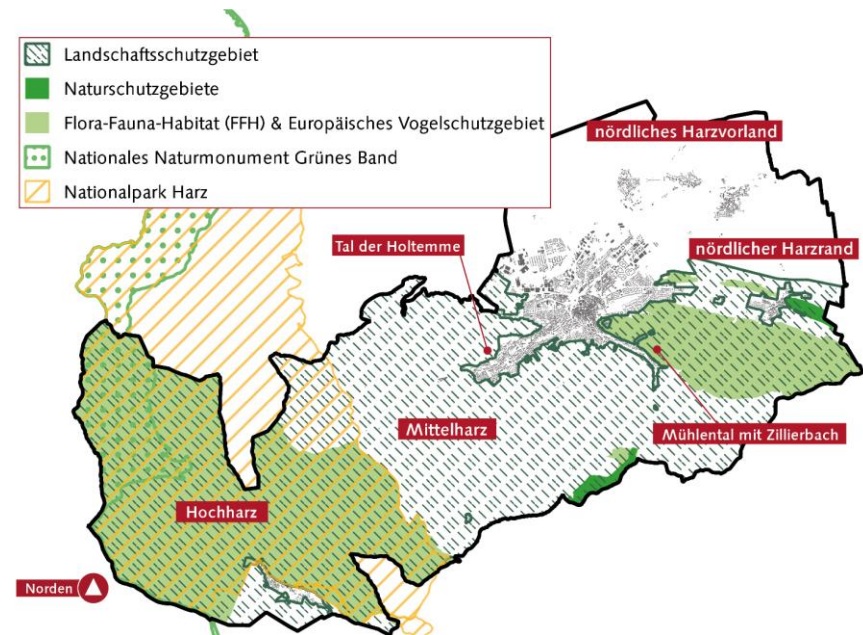 Landschaftsschutzgebiet
Naturschutzgebiete
Flora-Fauna-Habitat (FFH) & Europäisches Vogelschutzgebiet
Nationales Naturmonument Grünes Band
Nationalpark Harz
nördliches Harzvorland
Tal der Holtemme
nördlicher Harzrand
Mittelharz
Mühlental mit Zillierbach
Hochharz
Norden